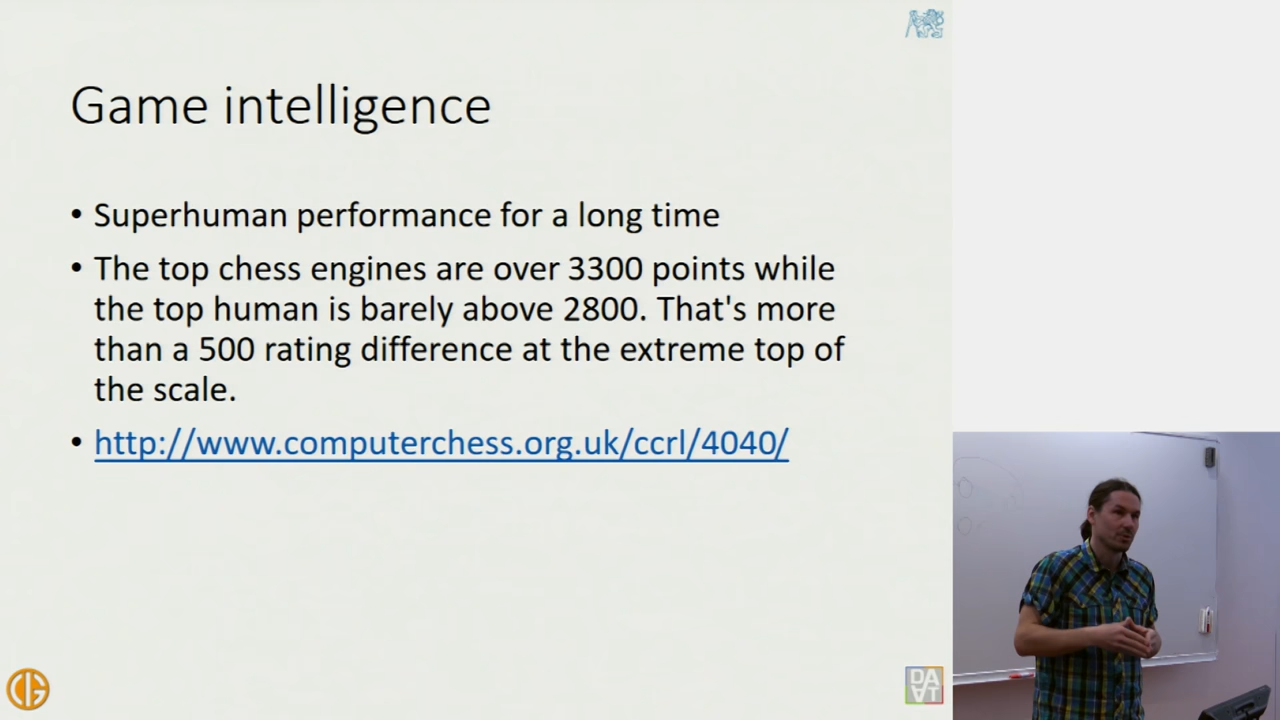 Game intelligence
• Superhuman performance for a long time
• The top chess engines are over 3300 points while
the top human is barely above 2800. That's more
than a 500 rating difference at the extreme top of
the scale.
• http://www.computerchess.org.uk/ccrl/4040/
DA
AT